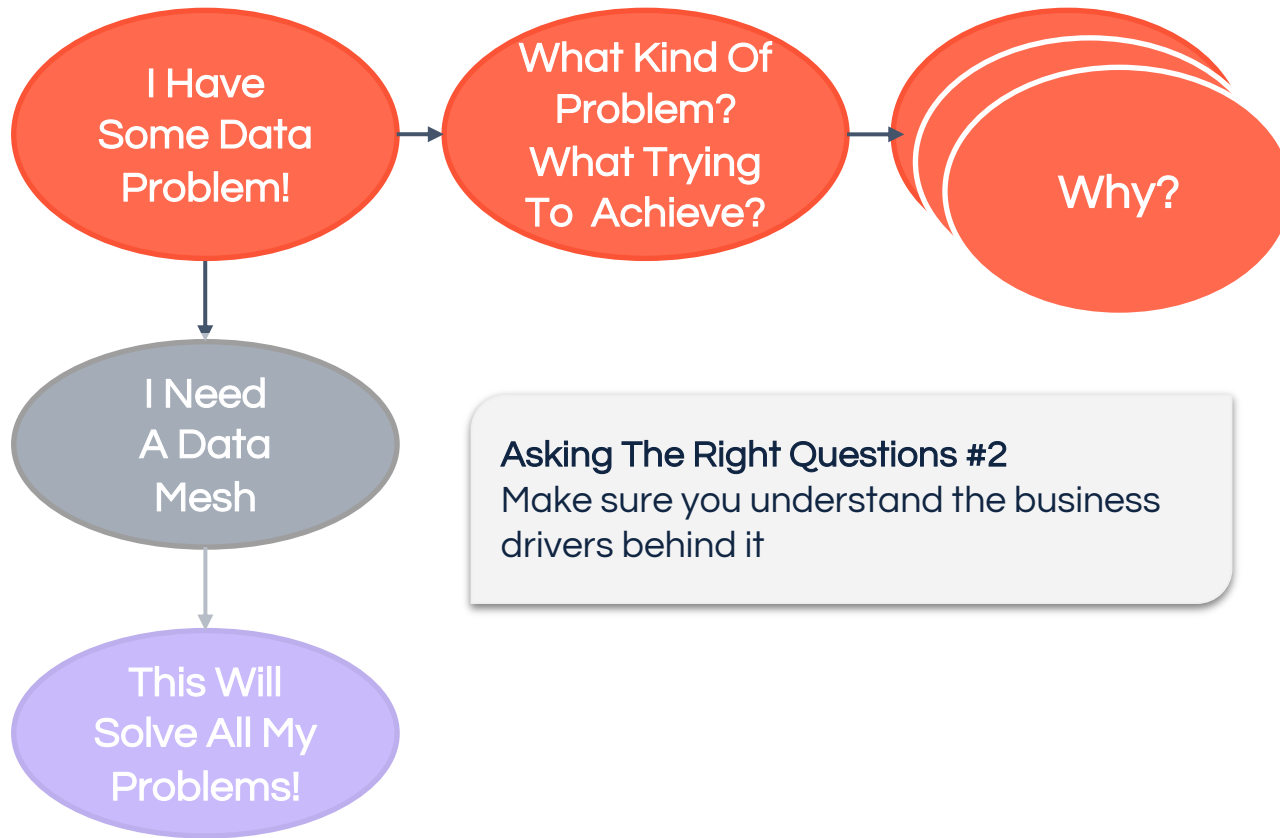 I Have
Some Data
Problem!
What Kind Of
Problem?
What Trying
To  Achieve?
Why?
I Need
A Data
Mesh
Asking The Right Questions #2
Make sure you understand the business
drivers behind it
This Will
Solve All My
Problems!